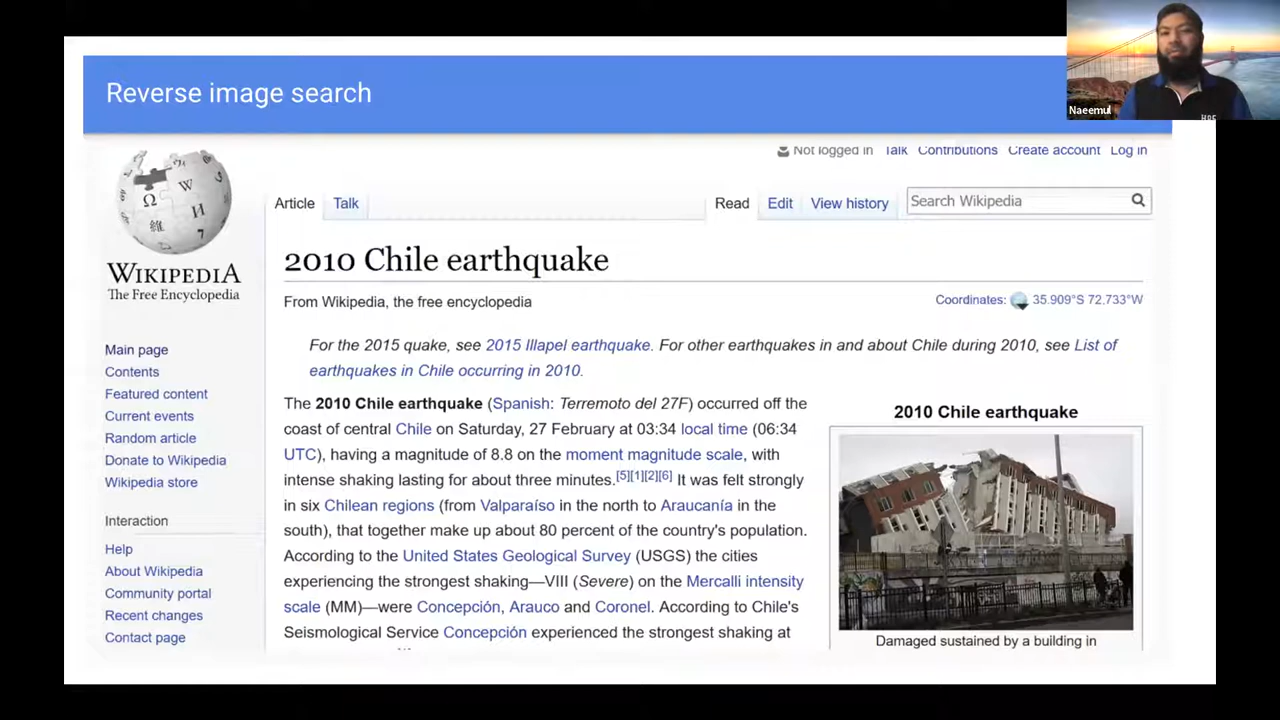 Reverse image search
Naeemul
Not logged in Talk Contributions Create account Log in
Article Talk Read Edit View history Search Wikipedia
WIKIPEDIA
The Free Encyclopedia
Main page
Contents
Featured content
Current events
Random article
Donate to Wikipedia
Wikipedia store
Interaction
Help
About Wikipedia
Community portal
Recent changes
Contact page
2010 Chile earthquake
From Wikipedia, the free encyclopedia
Coordinates: 35.909°S 72.733°W
For the 2015 quake, see 2015 Illapel earthquake. For other earthquakes in and about Chile during 2010, see List of
earthquakes in Chile occurring in 2010.
The 2010 Chile earthquake (Spanish: Terremoto del 27F) occurred off the
coast of central Chile on Saturday, 27 February at 03:34 local time (06:34
UTC), having a magnitude of 8.8 on the moment magnitude scale, with
intense shaking lasting for about three minutes.[5][1][2][6] It was felt strongly
in six Chilean regions (from Valparaíso in the north to Araucanía in the
south), that together make up about 80 percent of the country's population.
According to the United States Geological Survey (USGS) the cities
experiencing the strongest shaking—VIII (Severe) on the Mercalli intensity
scale (MM)—were Concepción, Arauco and Coronel. According to Chile's
Seismological Service Concepción experienced the strongest shaking at
2010 Chile earthquake
Damaged sustained by a building in